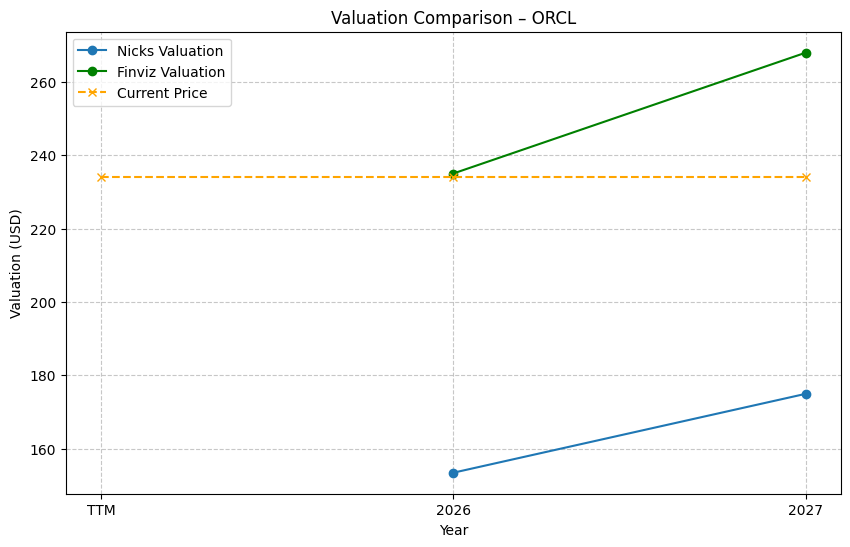 Valuation Comparison – ORCL
Nicks Valuation
Finviz Valuation
Current Price
Valuation (USD)
260
240
220
200
180
160
TTM
2026
2027
Year